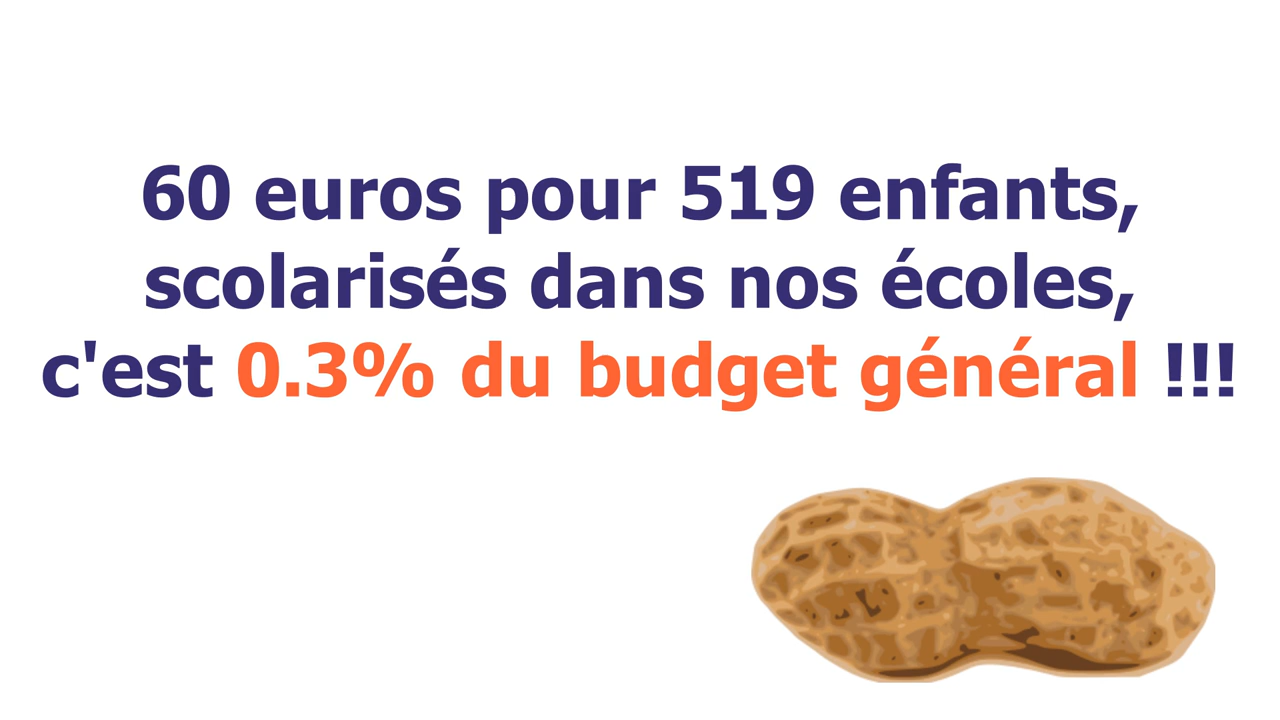 60 euros pour 519 enfants,
scolarisés dans nos écoles,
c'est 0.3% du budget général !!!